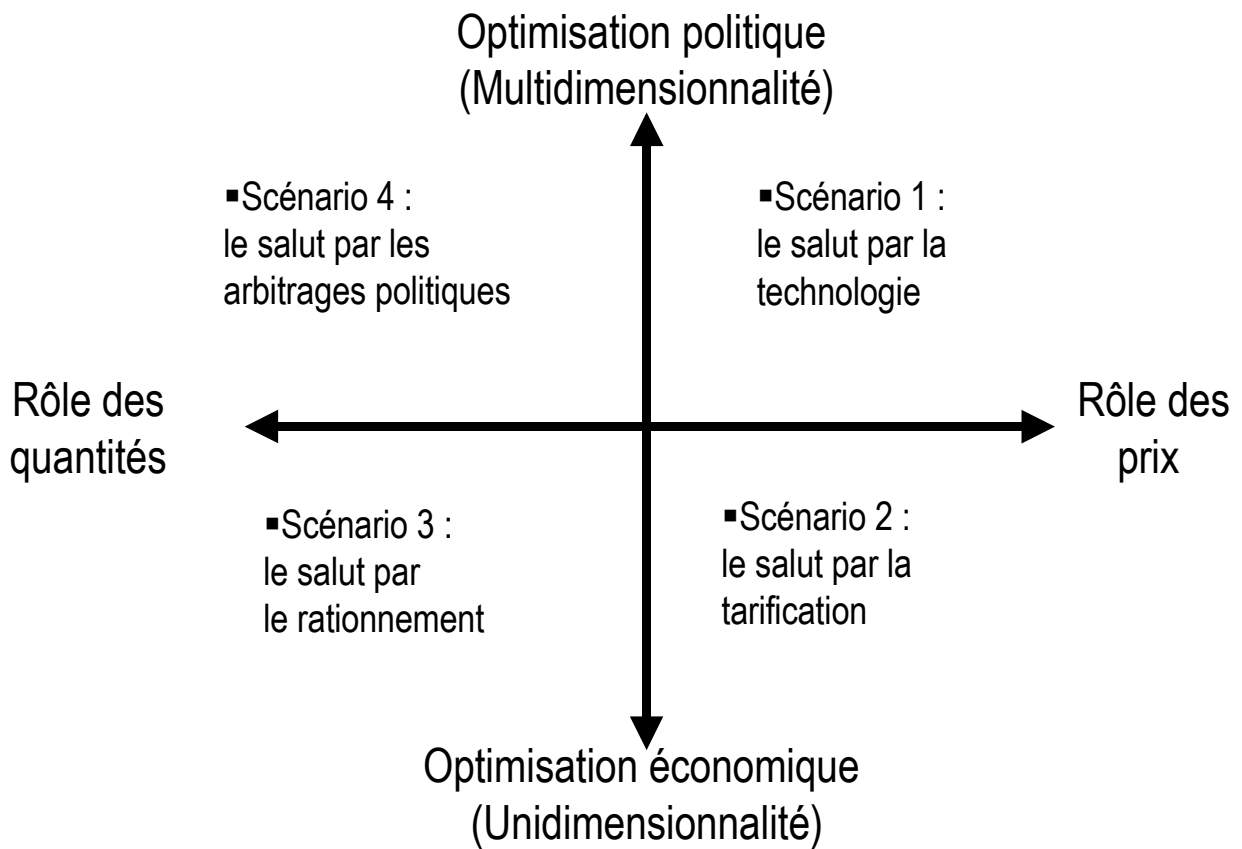 Optimisation politique
(Multidimensionnalité)
▪Scénario 4 :
le salut par les
arbitrages politiques
▪Scénario 1 :
le salut par la
technologie
Rôle des
quantités
Rôle des
prix
▪Scénario 3 :
le salut par
le rationnement
▪Scénario 2 :
le salut par la
tarification
Optimisation économique
(Unidimensionnalité)